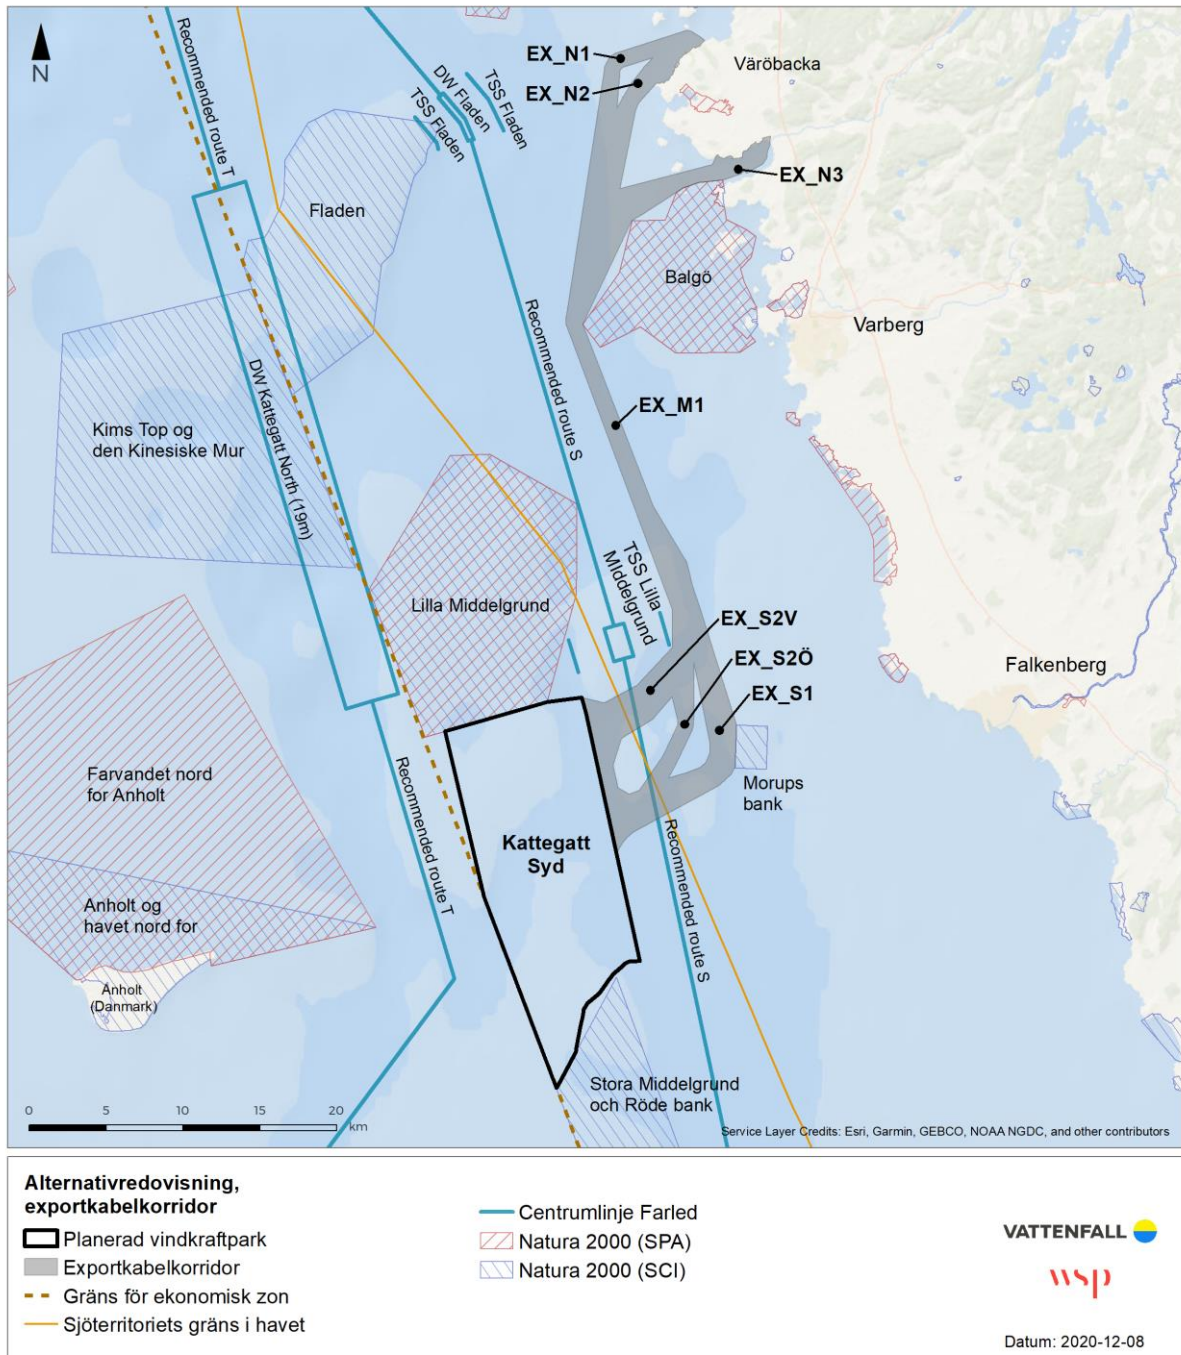 N
Recommended route T
DW Fladen
TSS Fladen
TSS Fladen
EX_N1
EX_N2
Väröbacka
EX_N3
Fladen
Balgö
Varberg
Recommended route S
DW Kattegatt North (19m)
Kims Top og
den Kinesiske Mur
EX_M1
TSS Lilla
MIddelgrund
Lilla Middelgrund
EX_S2V
EX_S2Ö
EX_S1
Falkenberg
Morups
bank
Farvandet nord
for Anholt
Recommended route T
Kattegatt
Syd
Recommended route S
Anholt og
havet nord for
Anholt
(Danmark)
Stora Middelgrund
och Röde bank
0 5 10 15 20
km
Service Layer Credits: Esri, Garmin, GEBCO, NOAA NGDC, and other contributors
Alternativredovisning,
exportkabelkorridor
Planerad vindkraftpark
Exportkabelkorridor
Gräns för ekonomisk zon
Sjöterritoriets gräns i havet
Centrumlinje Farled
Natura 2000 (SPA)
Natura 2000 (SCI)
VATTENFALL
wsp
Datum: 2020-12-08